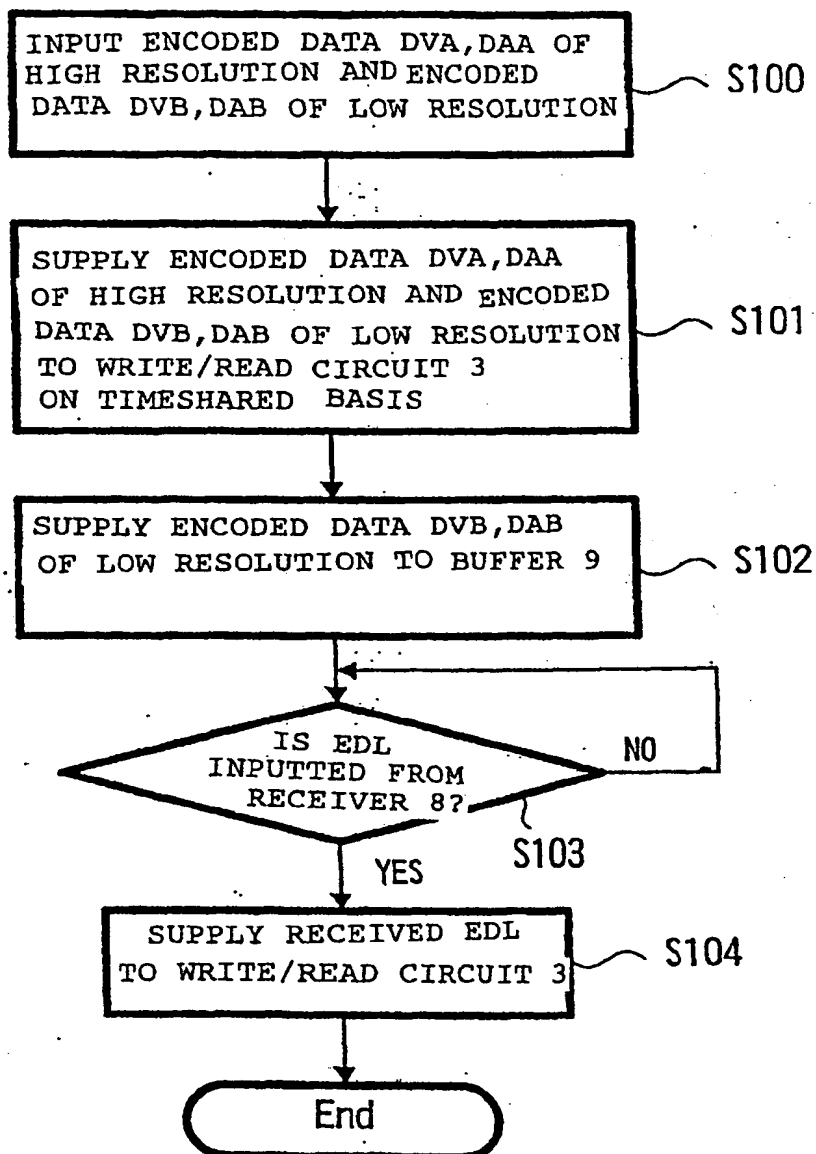 INPUT ENCODED DATA DVA,DAA OF
HIGH RESOLUTION AND ENCODED
DATA DVB,DAB OF LOW RESOLUTION
S100
SUPPLY ENCODED DATA DVA,DAA
OF HIGH RESOLUTION AND ENCODED
DATA DVB,DAB OF LOW RESOLUTION
TO WRITE/READ CIRCUIT 3
ON TIMESHARED BASIS
S101
SUPPLY ENCODED DATA DVB,DAB
OF LOW RESOLUTION TO BUFFER 9
S102
IS EDL
INPUTTED FROM
RECEIVER 8?
NO
S103
YES
SUPPLY RECEIVED EDL
TO WRITE/READ CIRCUIT 3
S104
End